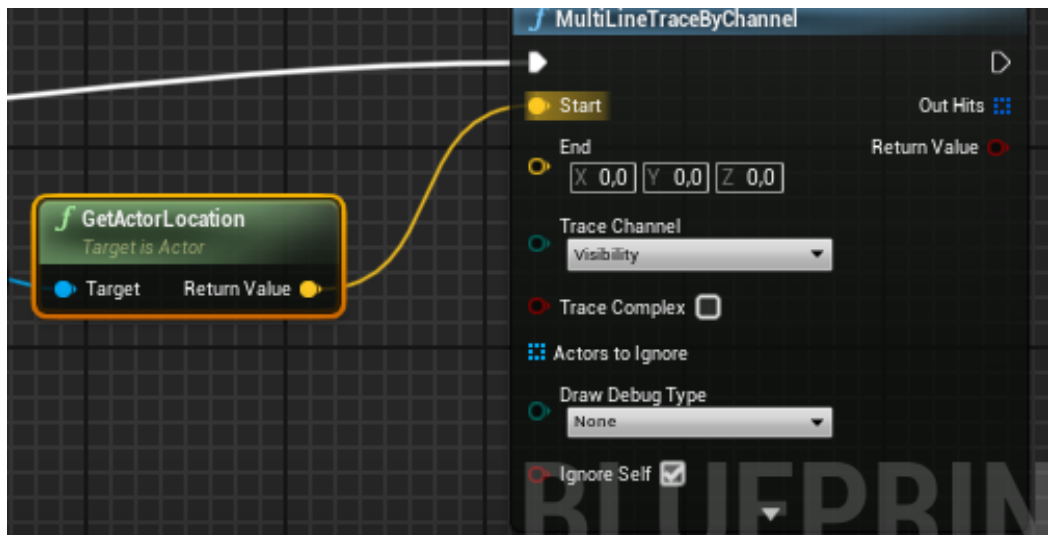 f MultiLineTraceByChannel
Start
Out Hits
End
Return Value
X 0,0 Y 0,0 Z 0,0
f GetActorLocation
Target is Actor
Target Return Value
Trace Channel
Visibility
Trace Complex
Actors to Ignore
Draw Debug Type
None
Ignore Self
BLUEPRIN